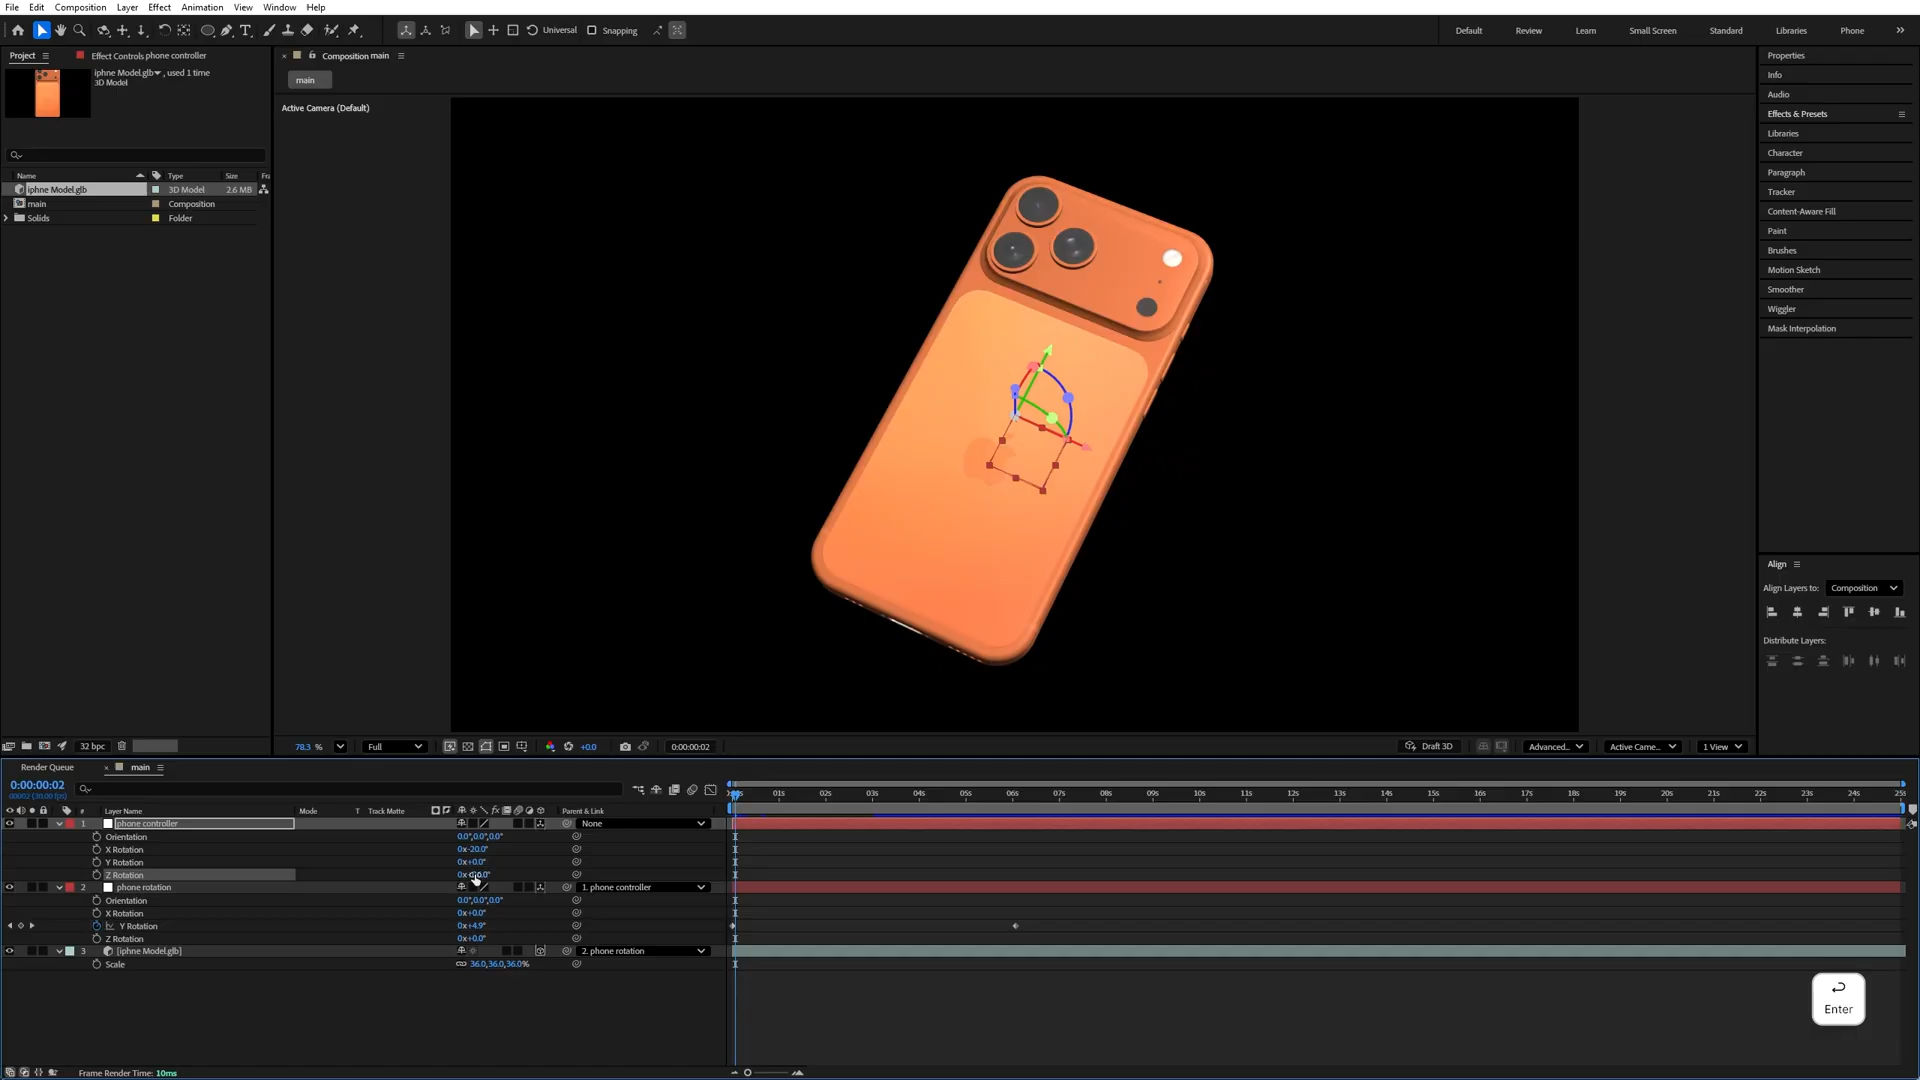 File Edit Composition Layer Effect Animation View Window Help
Universal Snapping
Default Review Learn Small Screen Standard Libraries Phone
Project Effect Controls phone controller
Composition main
iphne Model.glb , used 1 time
3D Model
main
Active Camera (Default)
Name Type Size
iphne Model.glb 3D Model 2.6 MB
main Composition
Solids Folder
Properties
Info
Audio
Effects & Presets
Libraries
Character
Paragraph
Tracker
Content-Aware Fill
Paint
Brushes
Motion Sketch
Smoother
Wiggler
Mask Interpolation
Align
Align Layers to: Composition
Distribute Layers:
32 bpc
78.3 % Full +0.0 0:00:00:02
Draft 3D Advanced... Active Came... 1 View
Render Queue main
0:00:00:02
00002 (30.00 fps)
01s 02s 03s 04s 05s 06s 07s 08s 09s 10s 11s 12s 13s 14s 15s 16s 17s 18s 19s 20s 21s 22s 23s 24s 25s
# Layer Name Mode T Track Matte Parent & Link
1 phone controller None
Orientation 0.0°,0.0°,0.0°
X Rotation 0x-20.0°
Y Rotation 0x+0.0°
Z Rotation
2 phone rotation 1. phone controller
Orientation 0.0°,0.0°,0.0°
X Rotation 0x+0.0°
Y Rotation 0x+4.9°
Z Rotation 0x+0.0°
3 [iphne Model.glb] 2. phone rotation
Scale 36.0,36.0,36.0%
Enter
Frame Render Time: 10ms